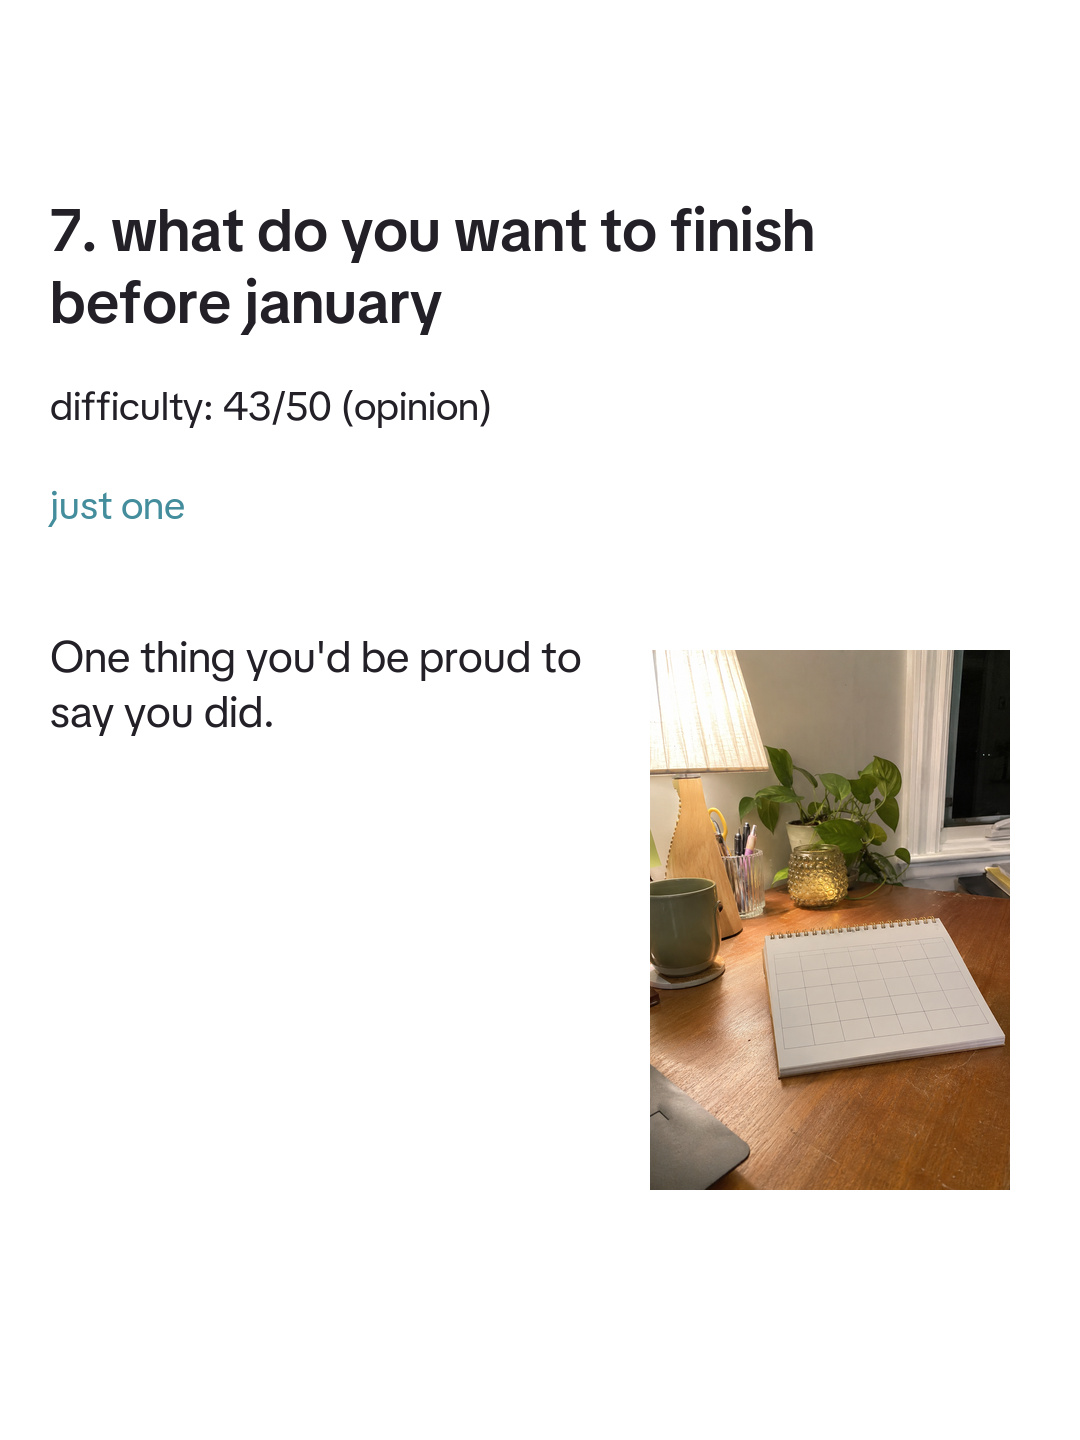 7. what do you want to finish
before january
difficulty: 43/50 (opinion)
just one
One thing you'd be proud to
say you did.